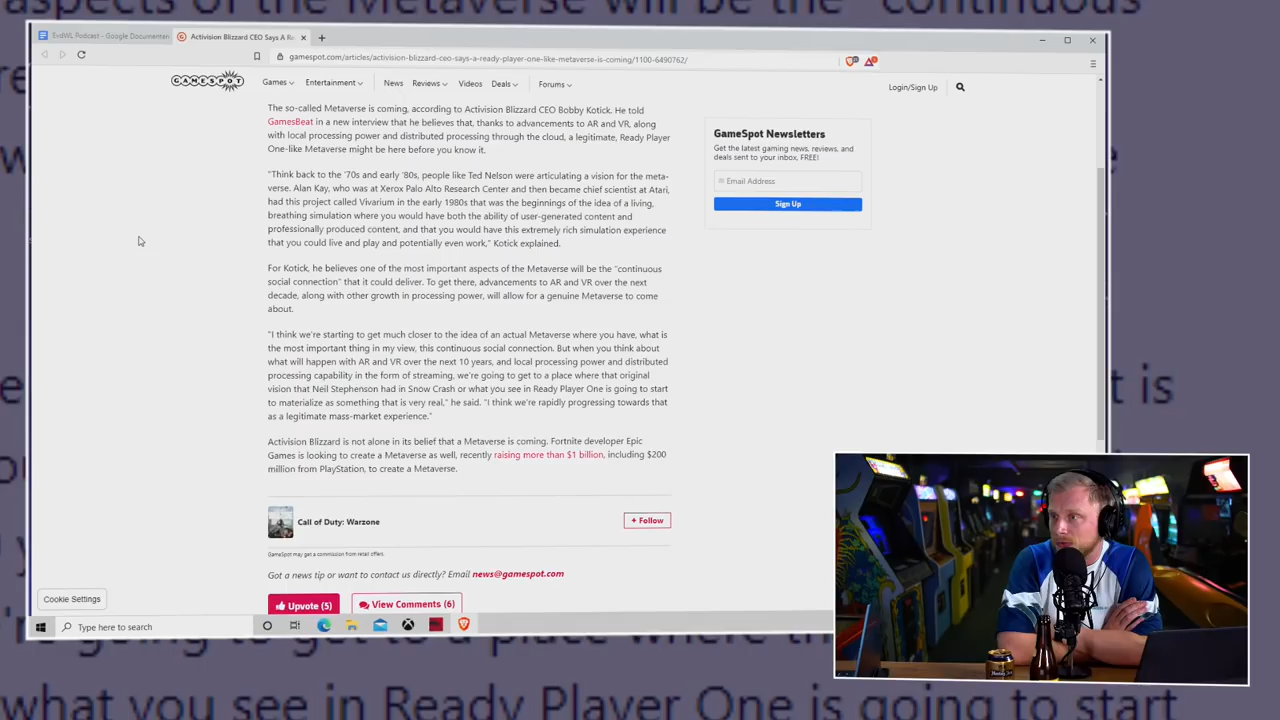 aspects of the Metaverse will be the "continuous
ExdWL Podcast - Google Documenten
Activision Blizzard CEO Says A Re
gamespot.com/articles/activision-blizzard-ceo-says-a-ready-player-one-like-metaverse-is-coming/1100-6490762/
GAMESPOT
Games
Entertainment
News
Reviews
Videos
Deals
Forums
Login/Sign Up
The so-called Metaverse is coming, according to Activision Blizzard CEO Bobby Kotick. He told
GamesBeat in a new interview that he believes that, thanks to advancements to AR and VR, along
with local processing power and distributed processing through the cloud, a legitimate, Ready Player
One-like Metaverse might be here before you know it.
"Think back to the '70s and early '80s, people like Ted Nelson were articulating a vision for the meta-
verse. Alan Kay, who was at Xerox Palo Alto Research Center and then became chief scientist at Atari,
had this project called Vivarium in the early 1980s that was the beginnings of the idea of a living,
breathing simulation where you would have both the ability of user-generated content and
professionally produced content, and that you would have this extremely rich simulation experience
that you could live and play and potentially even work," Kotick explained.
For Kotick, he believes one of the most important aspects of the Metaverse will be the "continuous
social connection" that it could deliver. To get there, advancements to AR and VR over the next
decade, along with other growth in processing power, will allow for a genuine Metaverse to come
about.
"I think we're starting to get much closer to the idea of an actual Metaverse where you have, what is
the most important thing in my view, this continuous social connection. But when you think about
what will happen with AR and VR over the next 10 years, and local processing power and distributed
processing capability in the form of streaming, we're going to get to a place where that original
vision that Neil Stephenson had in Snow Crash or what you see in Ready Player One is going to start
to materialize as something that is very real," he said. "I think we're rapidly progressing towards that
as a legitimate mass-market experience."
Activision Blizzard is not alone in its belief that a Metaverse is coming. Fortnite developer Epic
Games is looking to create a Metaverse as well, recently raising more than $1 billion, including $200
million from PlayStation, to create a Metaverse.
GameSpot Newsletters
Get the latest gaming news, reviews, and
deals sent to your inbox, FREE!
Email Address
Sign Up
Call of Duty: Warzone
+ Follow
GameSpot may get a commission from retail offers.
Got a news tip or want to contact us directly? Email news@gamespot.com
Upvote (5)
View Comments (6)
Cookie Settings
Type here to search
t is
going to get to a place where th
what you see in Ready Player One is going to start